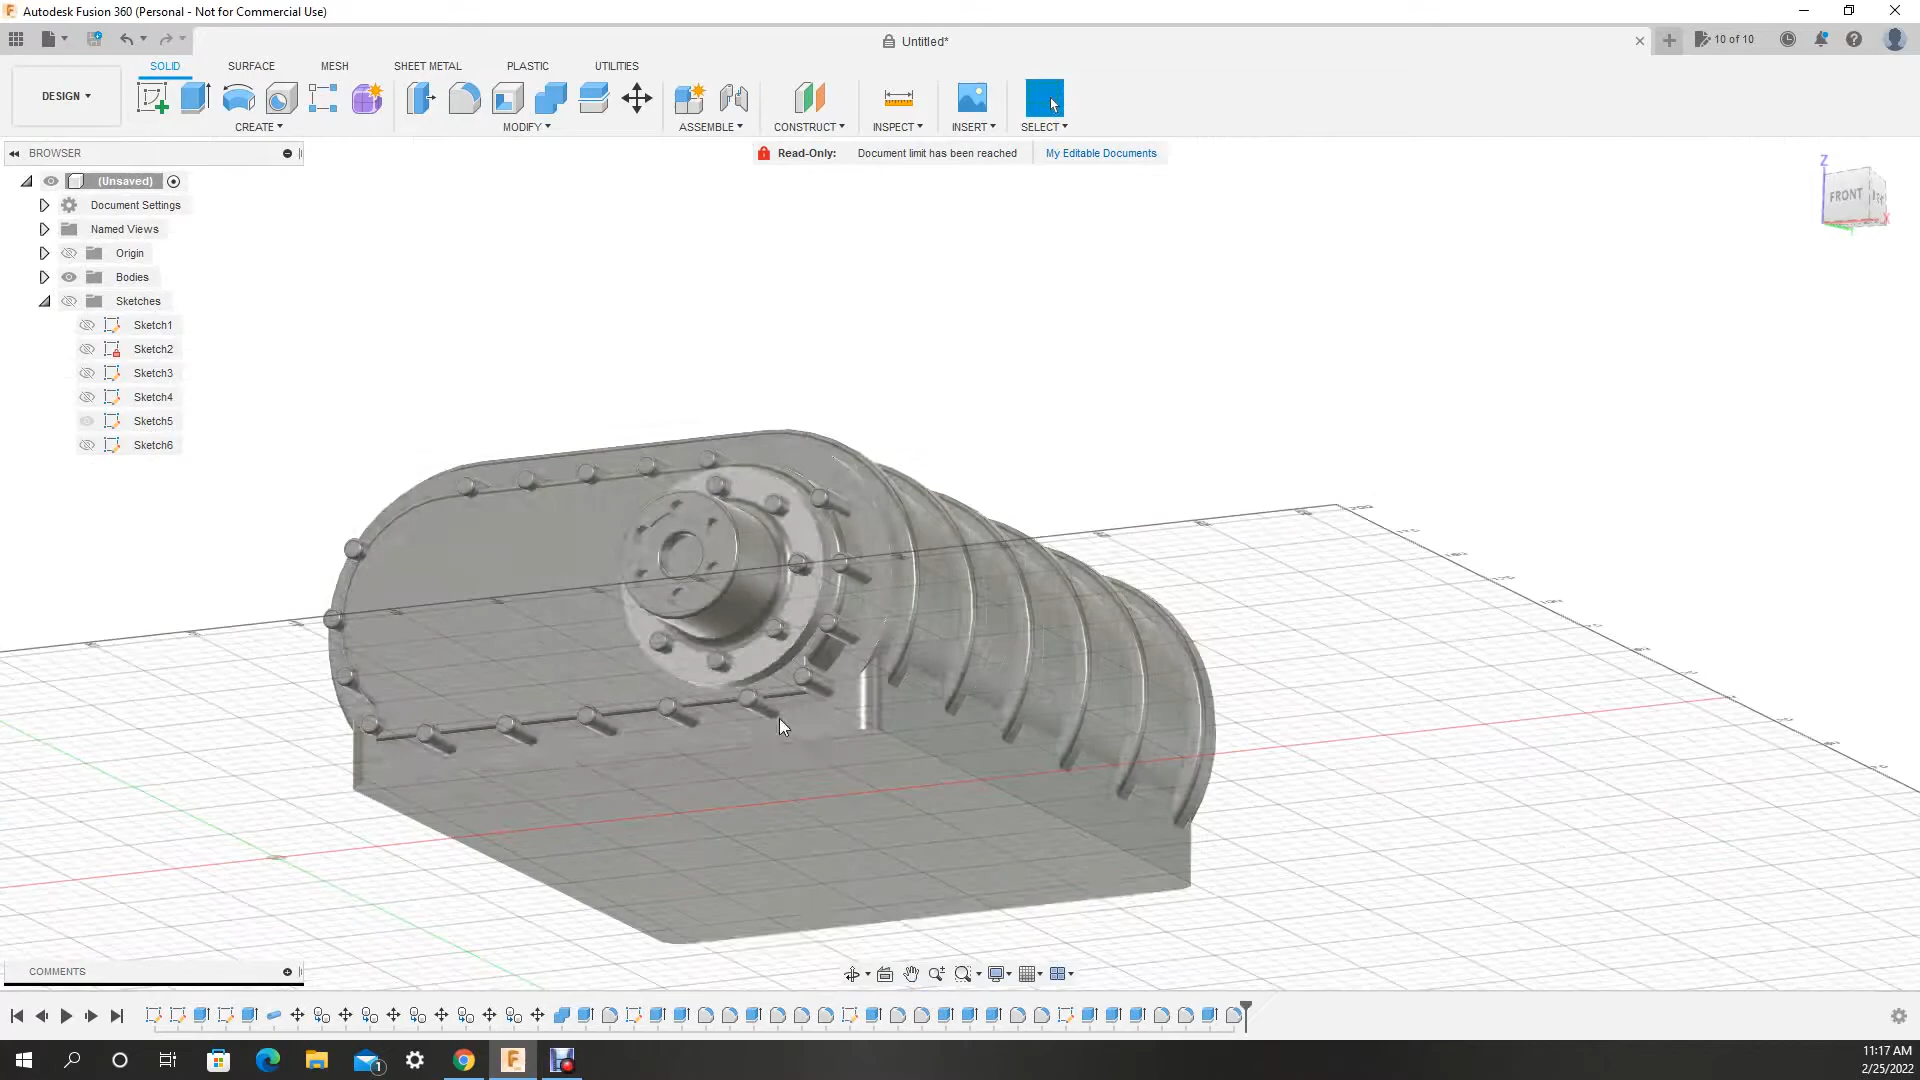 Autodesk Fusion 360 (Personal - Not for Commercial Use)
Untitled*
10 of 10
DESIGN
SOLID
SURFACE
MESH
SHEET METAL
PLASTIC
UTILITIES
CREATE
MODIFY
ASSEMBLE
CONSTRUCT
INSPECT
INSERT
SELECT
BROWSER
Read-Only: Document limit has been reached My Editable Documents
(Unsaved)
Document Settings
Named Views
Origin
Bodies
Sketches
Sketch1
Sketch2
Sketch3
Sketch4
Sketch5
Sketch6
Z
FRONT
X
COMMENTS
1
11:17 AM
2/25/2022